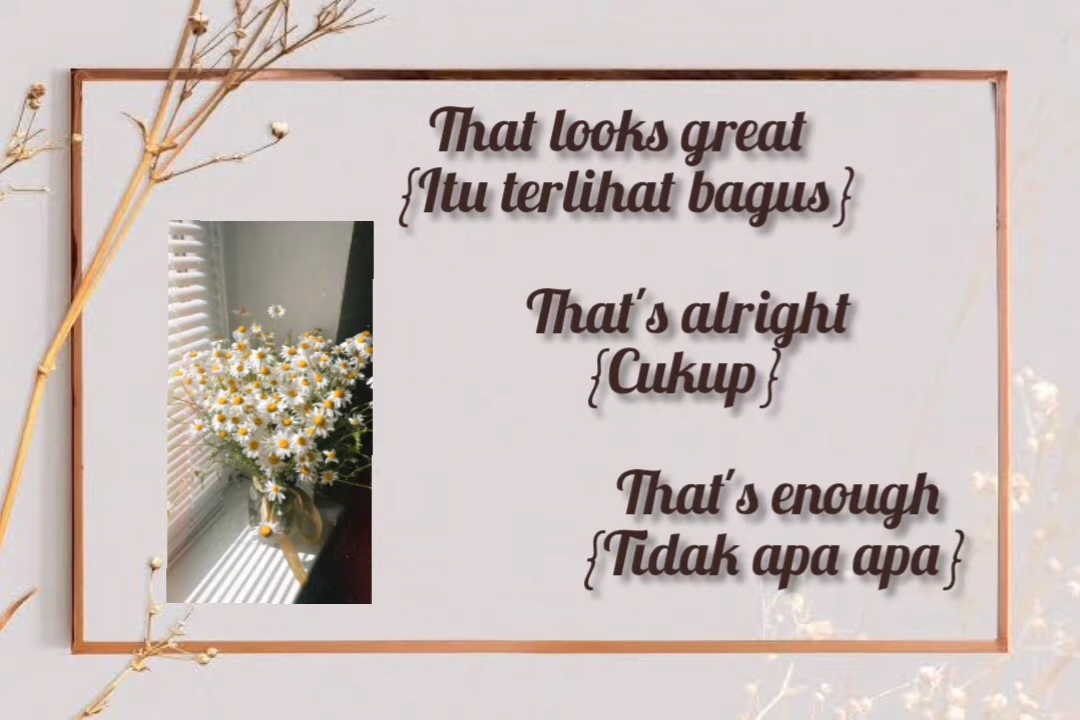 That looks great
{Itu terlihat bagus}
That's alright
{Cukup}
That's enough
{Tidak apa apa}